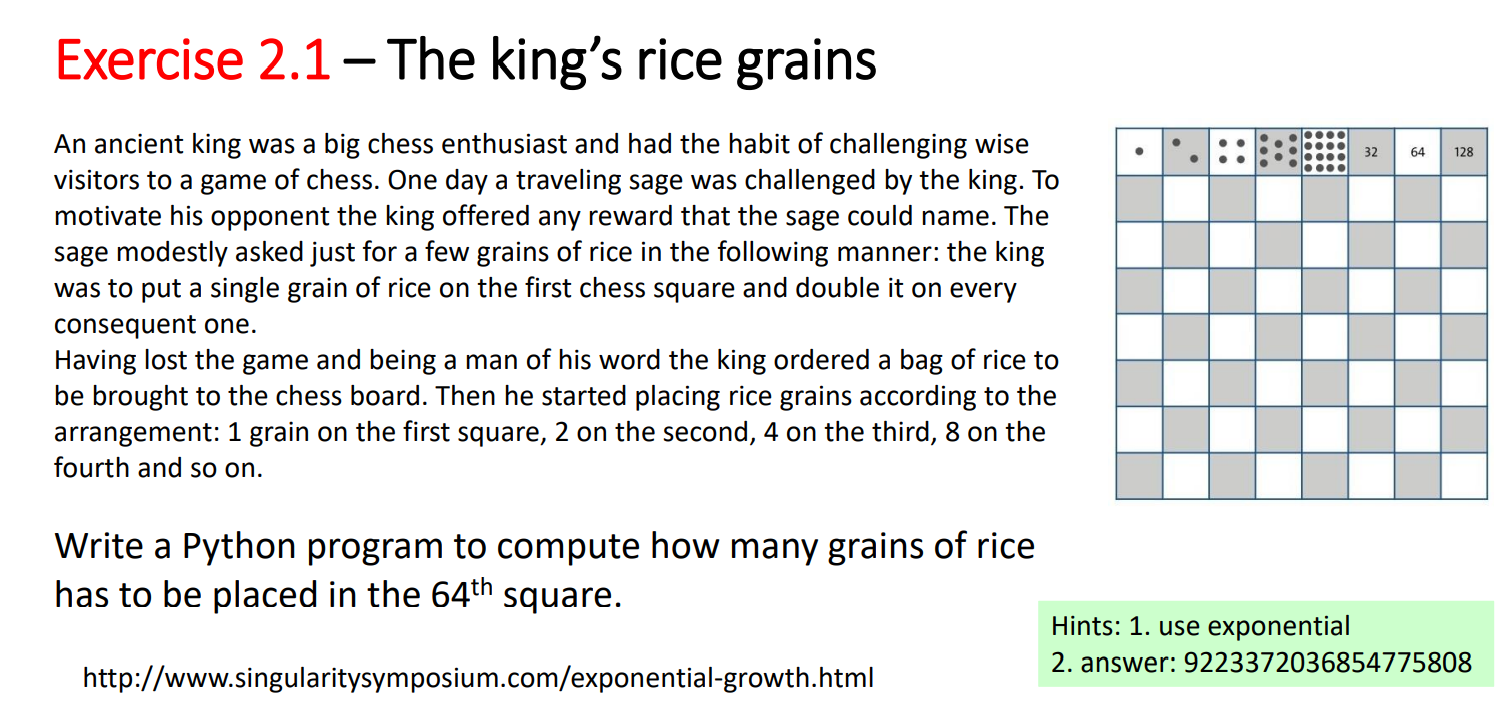 Exercise 2.1 – The king’s rice grains
An ancient king was a big chess enthusiast and had the habit of challenging wise
visitors to a game of chess. One day a traveling sage was challenged by the king. To
motivate his opponent the king offered any reward that the sage could name. The
sage modestly asked just for a few grains of rice in the following manner: the king
was to put a single grain of rice on the first chess square and double it on every
consequent one.
Having lost the game and being a man of his word the king ordered a bag of rice to
be brought to the chess board. Then he started placing rice grains according to the
arrangement: 1 grain on the first square, 2 on the second, 4 on the third, 8 on the
fourth and so on.
32 64 128
Write a Python program to compute how many grains of rice
has to be placed in the 64th square.
Hints: 1. use exponential
2. answer: 9223372036854775808
http://www.singularitysymposium.com/exponential-growth.html